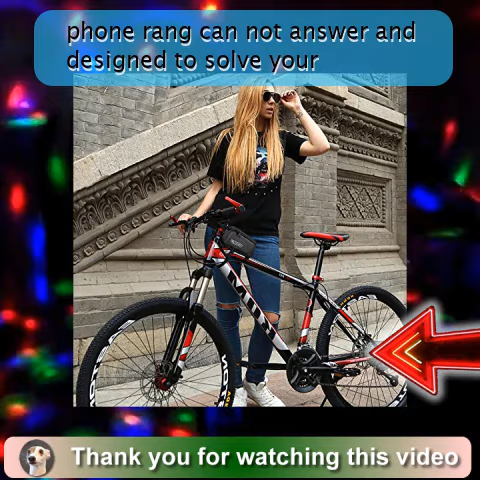 phone rang can not answer and
designed to solve your
Thank you for watching this video